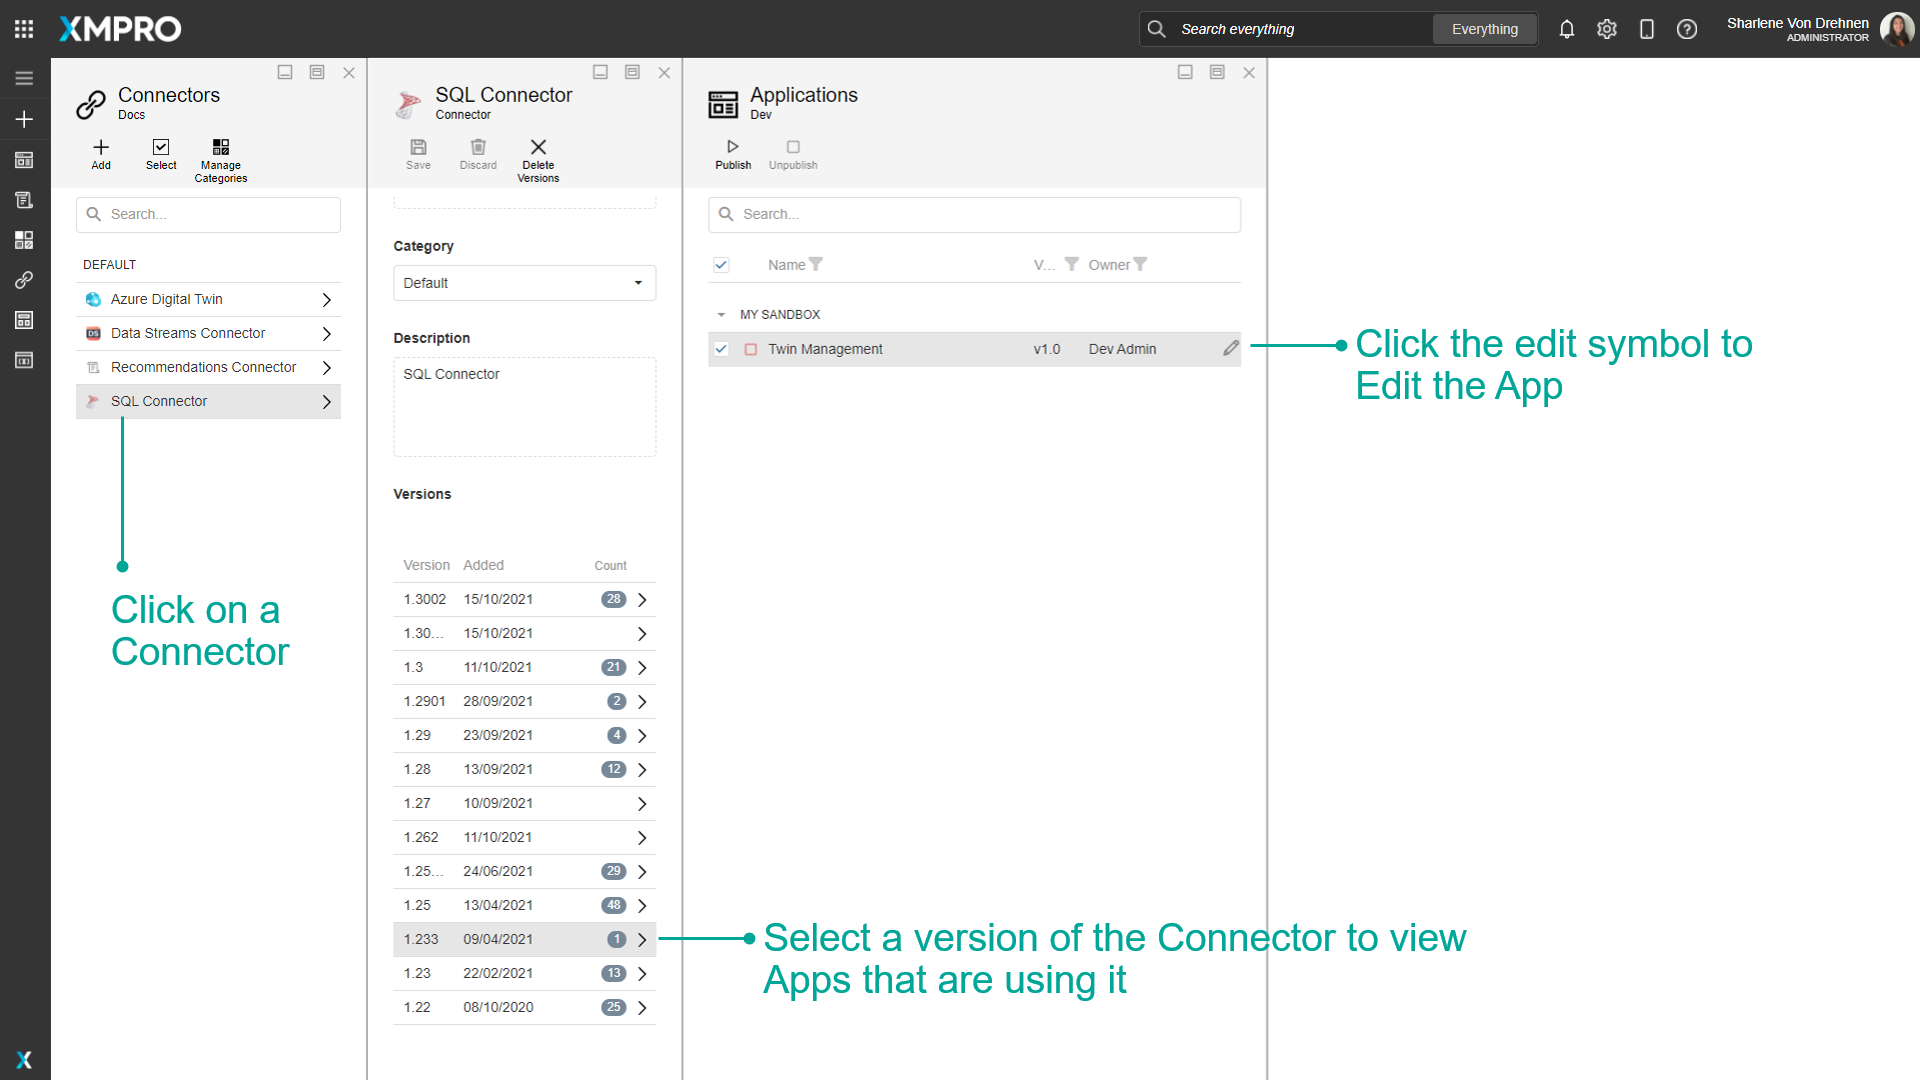 XMPRO
Search everything
Everything
Sharlene Von Drehnen
ADMINISTRATOR
Connectors
Docs
Add
Select
Manage
Categories
Search...
DEFAULT
Azure Digital Twin
DS
Data Streams Connector
Recommendations Connector
SQL Connector
Click on a
Connector
SQL Connector
Connector
Save
Discard
Delete
Versions
Category
Default
Description
SQL Connector
Versions
Version Added Count
1.3002 15/10/2021 28
1.30... 15/10/2021
1.3 11/10/2021 21
1.2901 28/09/2021 2
1.29 23/09/2021 4
1.28 13/09/2021 12
1.27 10/09/2021
1.262 11/10/2021
1.25... 24/06/2021 29
1.25 13/04/2021 48
1.233 09/04/2021 1
1.23 22/02/2021 13
1.22 08/10/2020 25
Applications
Dev
Publish
Unpublish
Search...
Name V... Owner
MY SANDBOX
Twin Management v1.0 Dev Admin
Click the edit symbol to
Edit the App
Select a version of the Connector to view
Apps that are using it
X